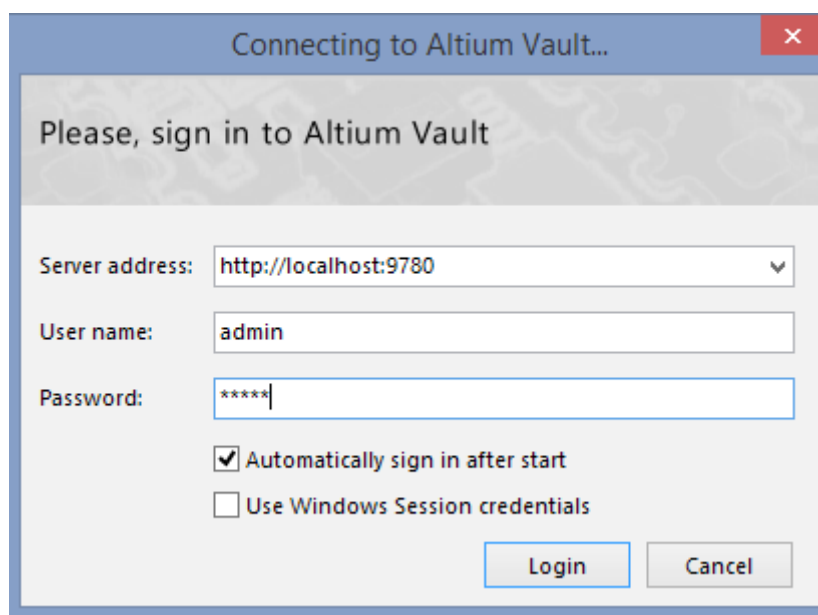 Connecting to Altium Vault...
Please, sign in to Altium Vault
Server address: http://localhost:9780
User name: admin
Password: *****
Automatically sign in after start
Use Windows Session credentials
Login Cancel